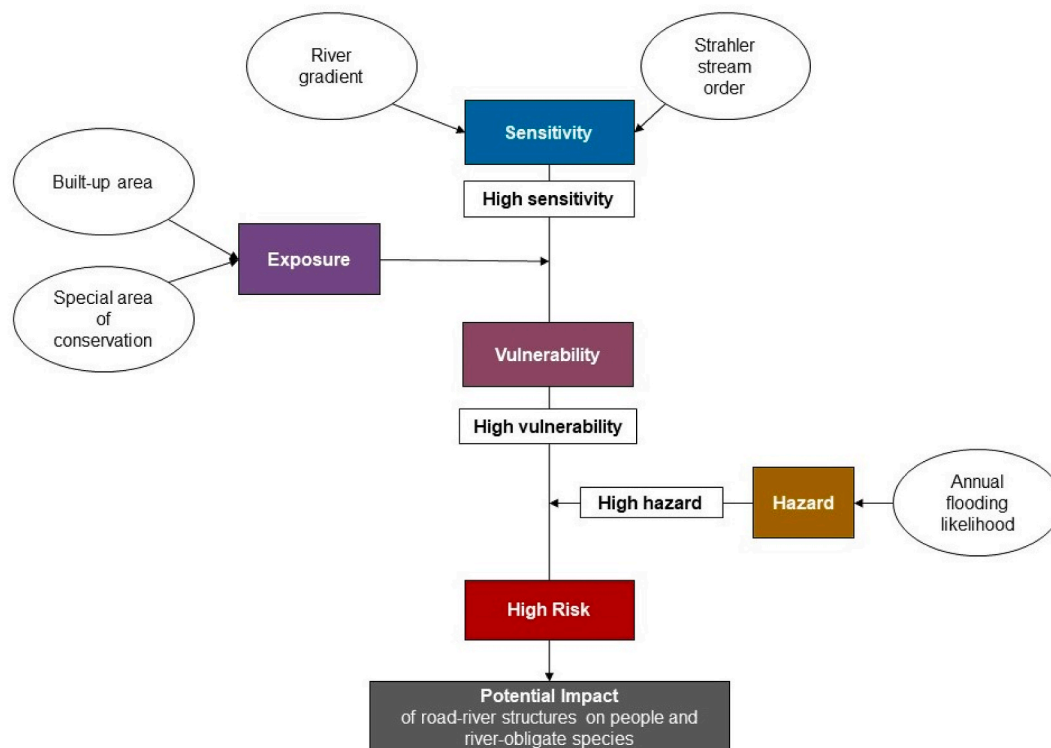 River
gradient
Strahler
stream
order
Sensitivity
High sensitivity
Built-up area
Exposure
Special area
of
conservation
Vulnerability
High vulnerability
High hazard
Hazard
Annual
flooding
likelihood
High Risk
Potential Impact
of road-river structures on people and
river-obligate species